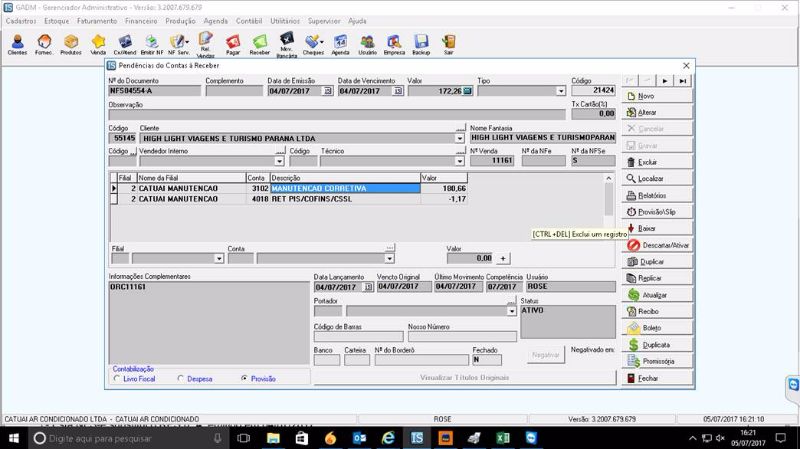 GADM - Gerenciador Administrativo - Versão: 3.2007.679.679
Cadastros Estoque Faturamento Financeiro Produção Agenda Contábil Utilitários Supervisor Ajuda
Clientes Fornec. Produtos Venda Cx/Atend Emitir NF NF Serv. Rel. Vendas Pagar Receber Mov. Bancária Cheques Agenda Usuário Empresa Backup Sair
Pendências do Contas à Receber
Nº do Documento Complemento Data de Emissão Data de Vencimento Valor Tipo Código
NFS04554-A 04/07/2017 04/07/2017 172,26 21424
Observação Tx Cartão(%)
0,00
Código Cliente Nome Fantasia
55145 HIGH LIGHT VIAGENS E TURISMO PARANA LTDA HIGH LIGHT VIAGENS E TURISMOPARAN
Código Vendedor Interno Código Técnico Nº Venda Nº da NFe Nº da NFSe
11161 S
Filial Nome da Filial Conta Descrição Valor
2 CATUAI MANUTENCAO 3102 MANUTENCAO CORRETIVA 180,66
2 CATUAI MANUTENCAO 4018 RET PIS/COFINS/CSSL -1,17
[CTRL+DEL] Exclui um registro
Filial Conta Valor
0,00 +
Informações Complementares
ORC11161
Data Lançamento Vencto Original Último Movimento Competência Usuário
04/07/2017 04/07/2017 04/07/2017 07/2017 ROSE
Portador Status
ATIVO
Código de Barras Nosso Número
Banco Carteira Nº do Borderô Fechado Negativado em:
N Negativar
Contabilização
Livro Fiscal Despesa Provisão
Visualizar Títulos Originais
Novo
Alterar
Cancelar
Gravar
Excluir
Localizar
Relatórios
Provisão/Slip
Baixar
Descartar/Ativar
Duplicar
Replicar
Atualizar
Recibo
Boleto
Duplicata
Promissória
Fechar
CATUAI AR CONDICIONADO LTDA - CATUAI AR CONDICIONADO ROSE Versão: 3.2007.679.679 05/07/2017 16:21:10
Digite aqui para pesquisar
16:21
05/07/2017